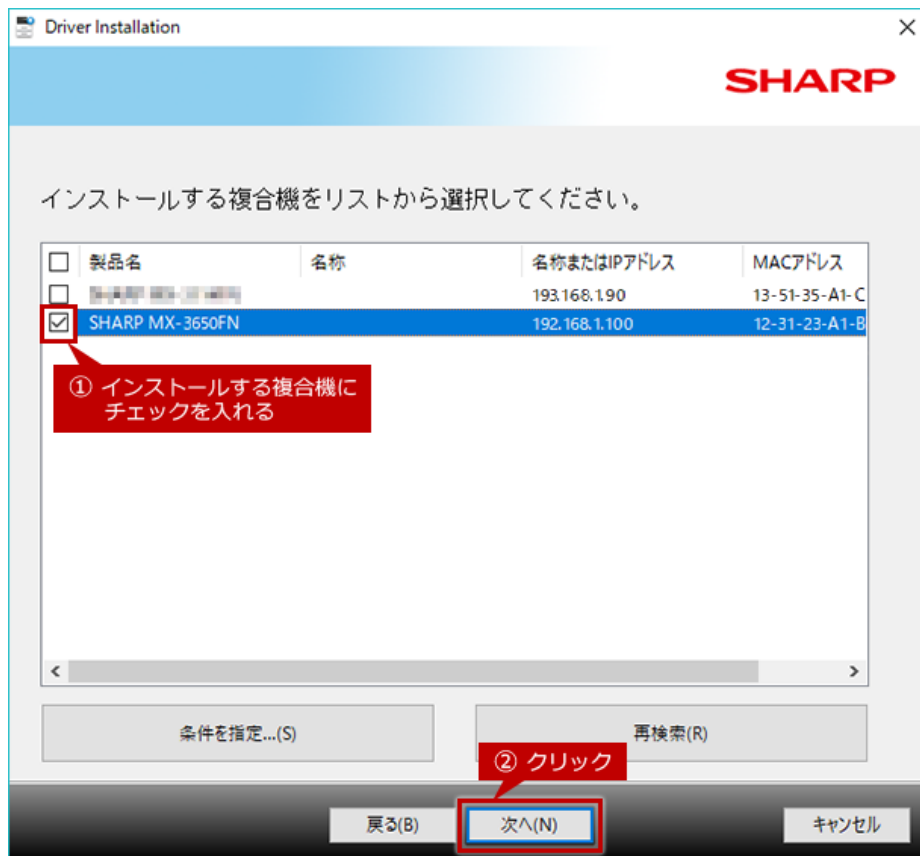 Driver Installation
SHARP
インストールする複合機をリストから選択してください。
製品名 名称 名称またはIPアドレス MACアドレス
193.168.1.90 13-51-35-A1-C
SHARP MX-3650FN 192.168.1.100 12-31-23-A1-B
① インストールする複合機に
チェックを入れる
条件を指定...(S) 再検索(R)
② クリック
戻る(B) 次へ(N) キャンセル